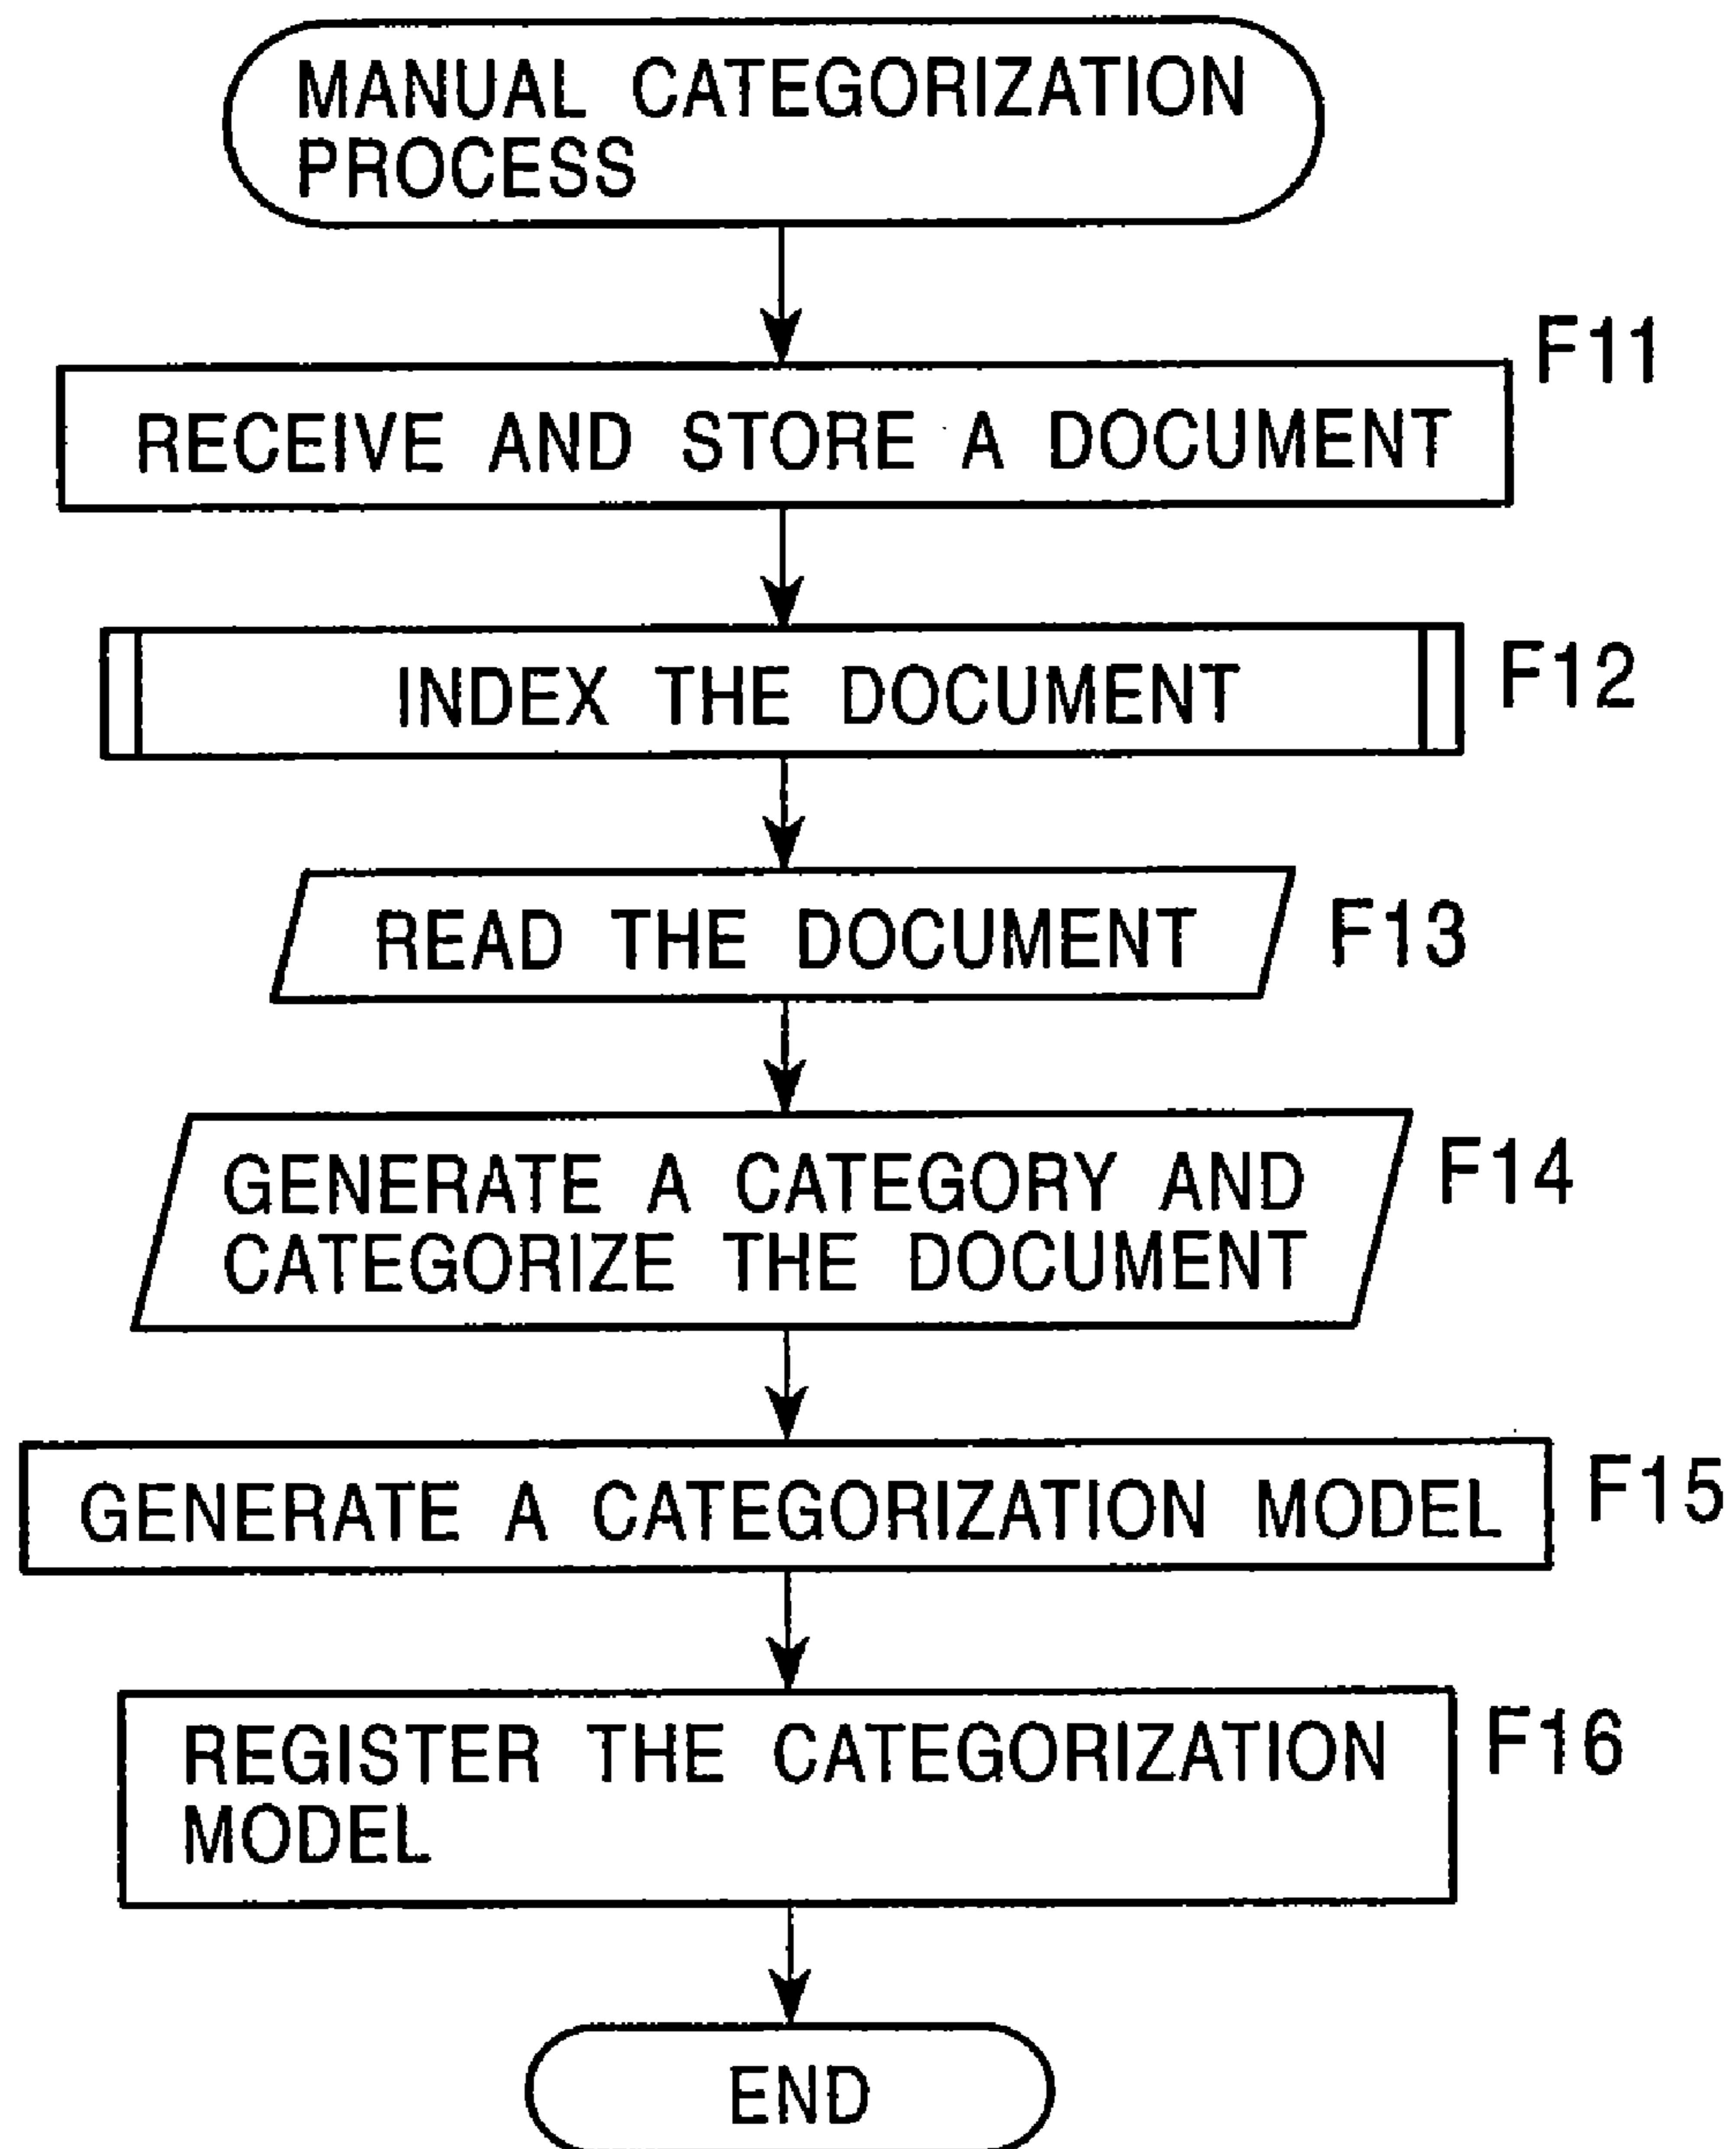 MANUAL CATEGORIZATION
PROCESS
F11
RECEIVE AND STORE A DOCUMENT
INDEX THE DOCUMENT
F12
READ THE DOCUMENT
F13
GENERATE A CATEGORY AND
CATEGORIZE THE DOCUMENT
F14
GENERATE A CATEGORIZATION MODEL
F15
REGISTER THE CATEGORIZATION
MODEL
F16
END